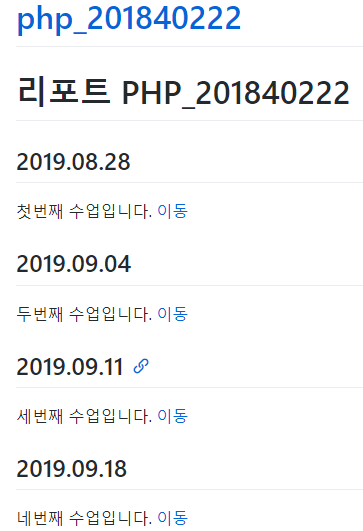 php_201840222
리포트 PHP_201840222
2019.08.28
첫번째 수업입니다. 이동
2019.09.04
두번째 수업입니다. 이동
2019.09.11
세번째 수업입니다. 이동
2019.09.18
네번째 수업입니다. 이동